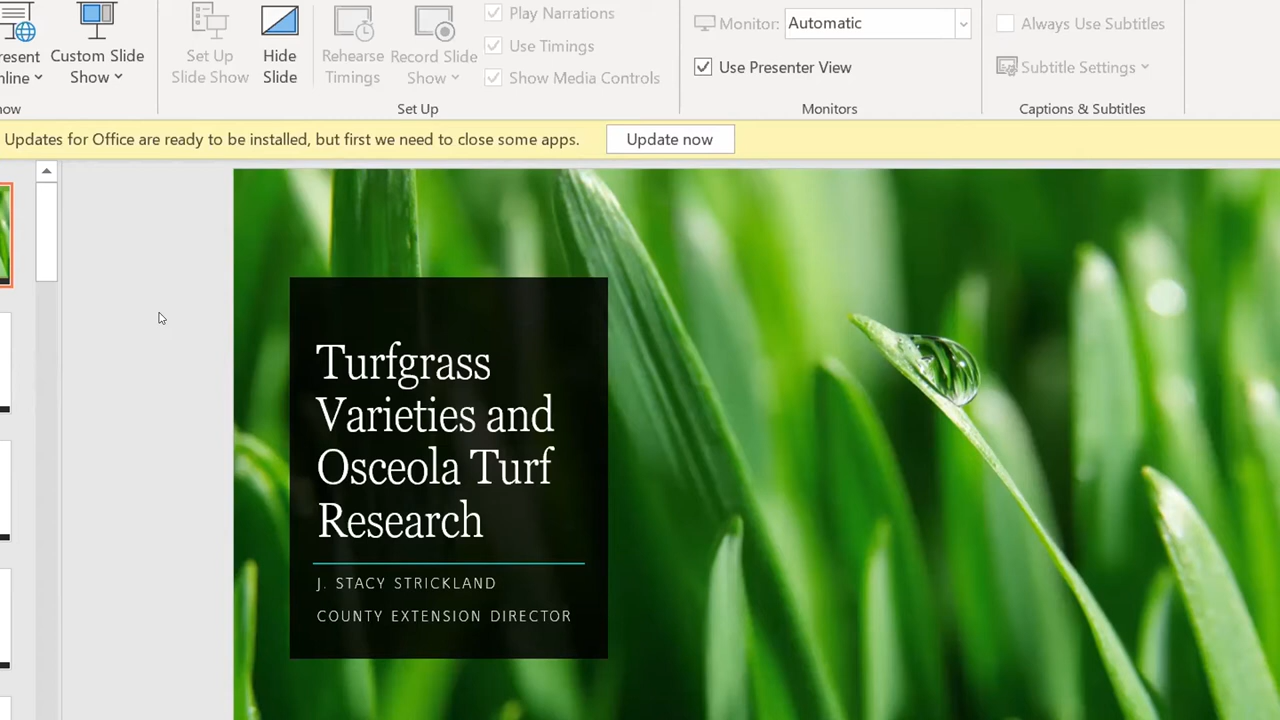 resent
nline
Custom Slide
Show
Set Up
Slide Show
Hide
Slide
Rehearse
Timings
Record Slide
Show
Play Narrations
Use Timings
Show Media Controls
Monitor: Automatic
Use Presenter View
Always Use Subtitles
Subtitle Settings
ow
Set Up
Monitors
Captions & Subtitles
Updates for Office are ready to be installed, but first we need to close some apps. Update now
Turfgrass
Varieties and
Osceola Turf
Research
J. STACY STRICKLAND
COUNTY EXTENSION DIRECTOR